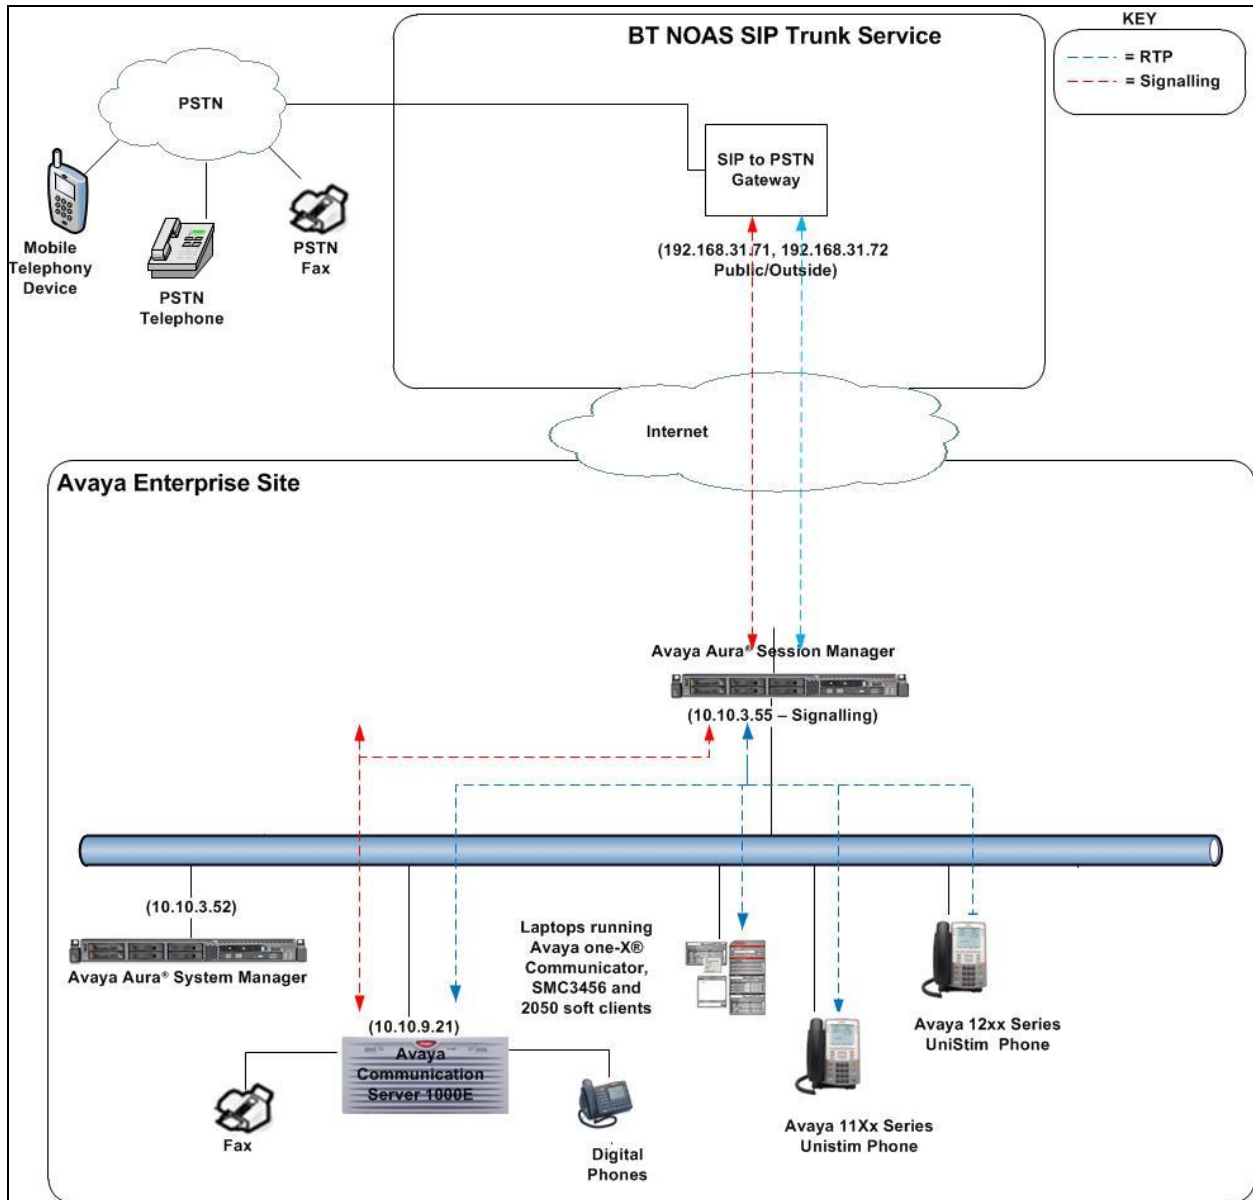 BT NOAS SIP Trunk Service
KEY
= RTP
= Signalling
PSTN
SIP to PSTN
Gateway
Mobile
Telephony
Device
PSTN
Telephone
PSTN
Fax
(192.168.31.71, 192.168.31.72
Public/Outside)
Internet
Avaya Enterprise Site
Avaya Aura® Session Manager
(10.10.3.55 – Signalling)
(10.10.3.52)
Avaya Aura® System Manager
Laptops running
Avaya one-X®
Communicator,
SMC3456 and
2050 soft clients
(10.10.9.21)
Avaya
Communication
Server 1000E
Fax
Digital
Phones
Avaya 11Xx Series
Unistim Phone
Avaya 12xx Series
UniStim Phone